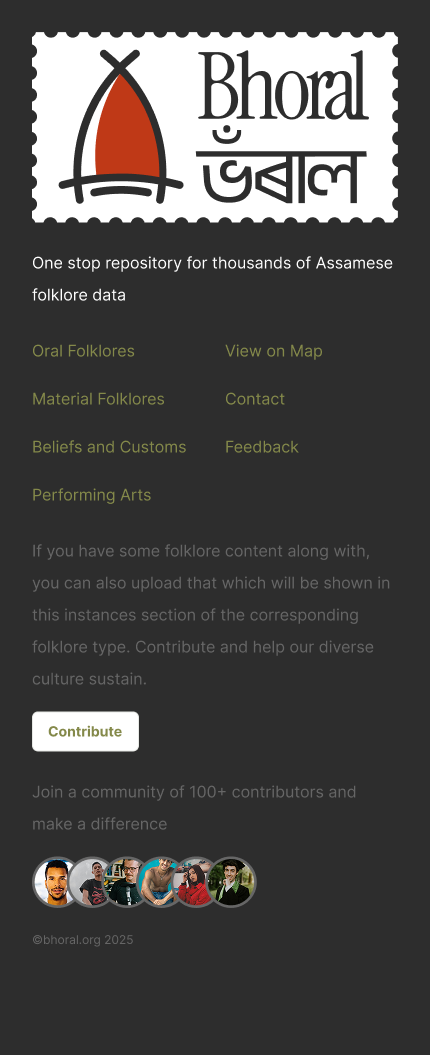 Bhoral
ভঁৰাল
One stop repository for thousands of Assamese
folklore data
Oral Folklores
View on Map
Material Folklores
Contact
Beliefs and Customs
Feedback
Performing Arts
If you have some folklore content along with,
you can also upload that which will be shown in
this instances section of the corresponding
folklore type. Contribute and help our diverse
culture sustain.
Contribute
Join a community of 100+ contributors and
make a difference
©bhoral.org 2025